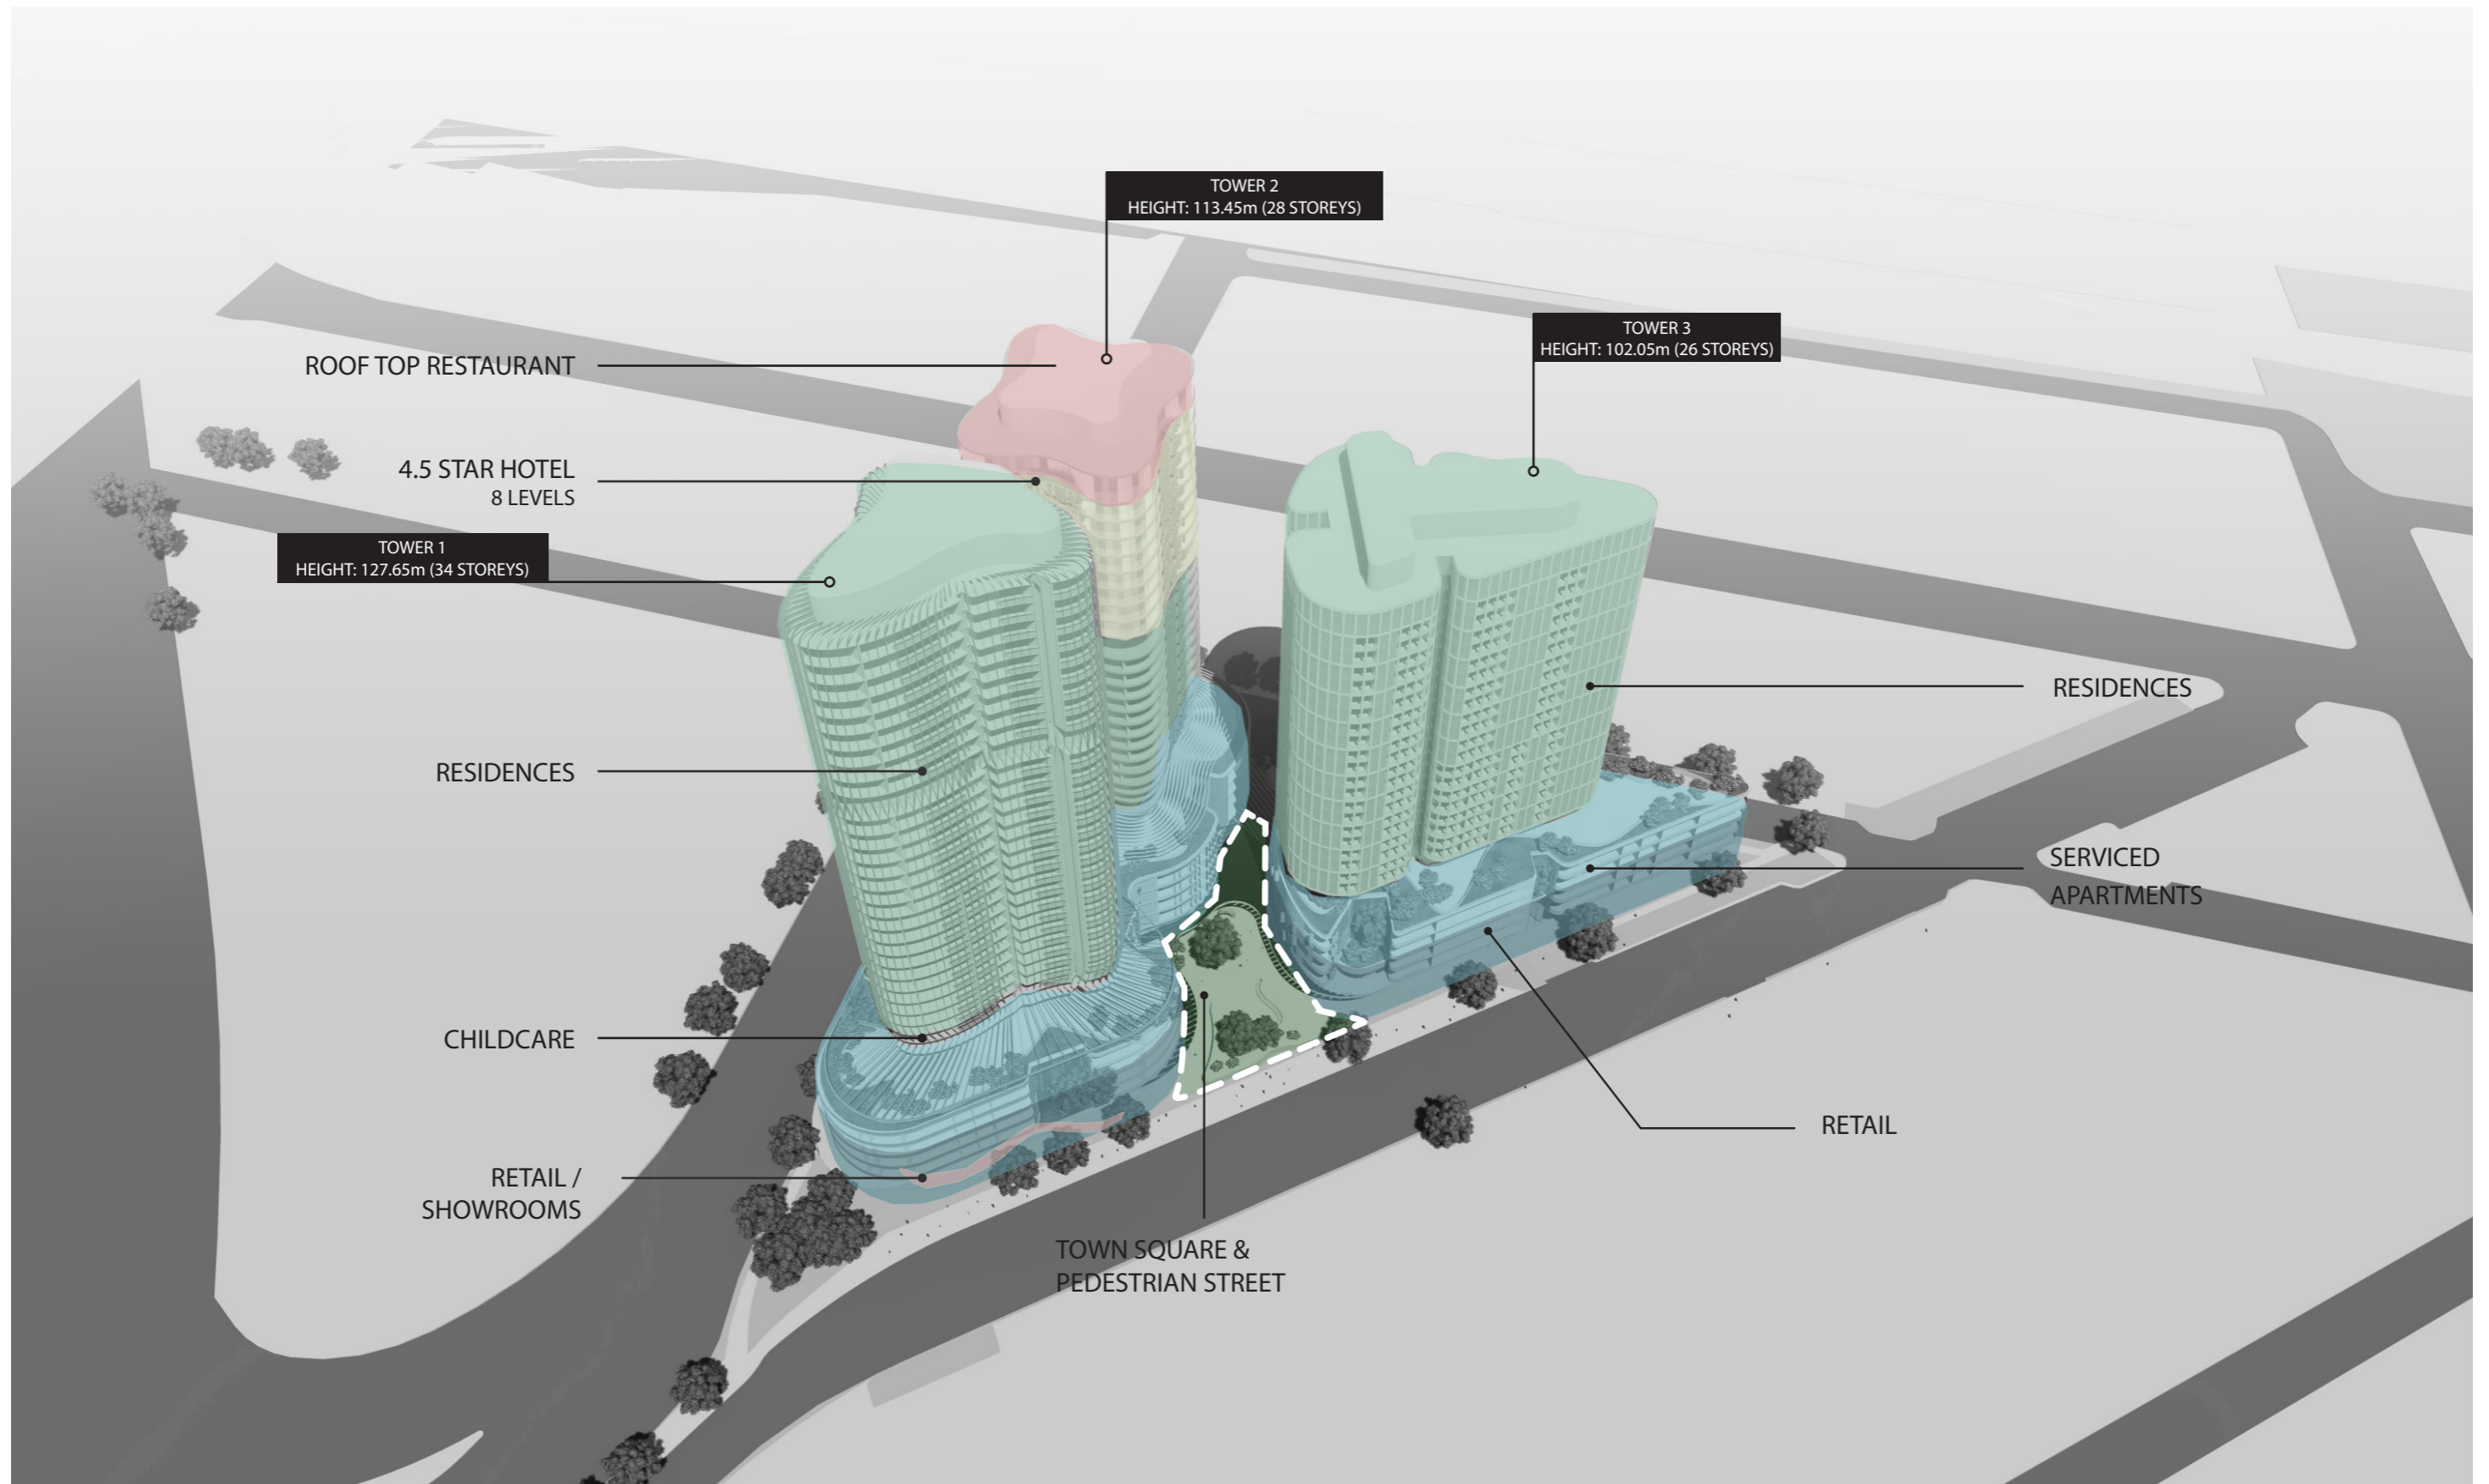 TOWER 2
HEIGHT: 113.45m (28 STOREYS)
TOWER 3
HEIGHT: 102.05m (26 STOREYS)
ROOF TOP RESTAURANT
4.5 STAR HOTEL
8 LEVELS
TOWER 1
HEIGHT: 127.65m (34 STOREYS)
RESIDENCES
RESIDENCES
SERVICED
APARTMENTS
CHILDCARE
RETAIL
RETAIL /
SHOWROOMS
TOWN SQUARE &
PEDESTRIAN STREET